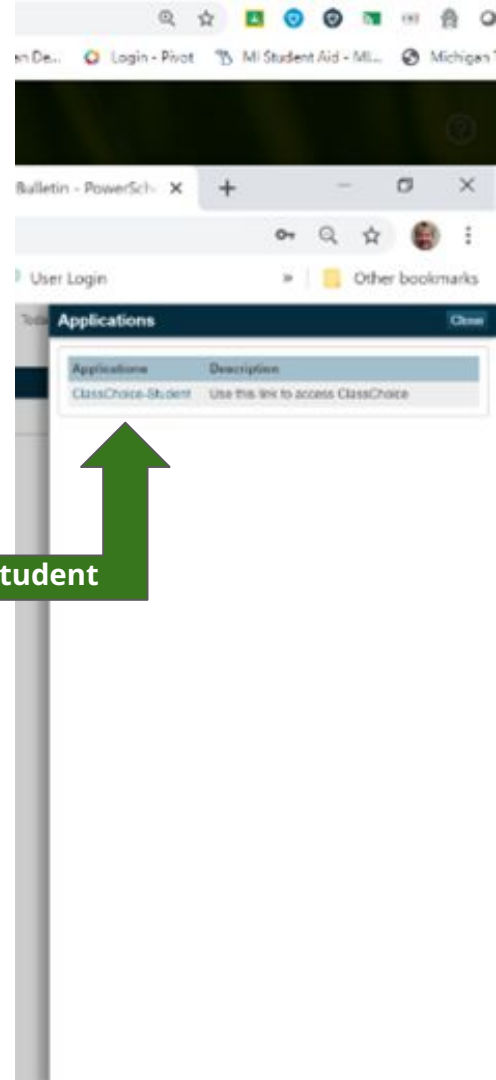 en De... Login - Pivot MI Student Aid - MI... Michigan
Bulletin - PowerSch
User Login » Other bookmarks
Applications Close
Applications Description
ClassChoice-Student Use this link to access ClassChoice
tudent